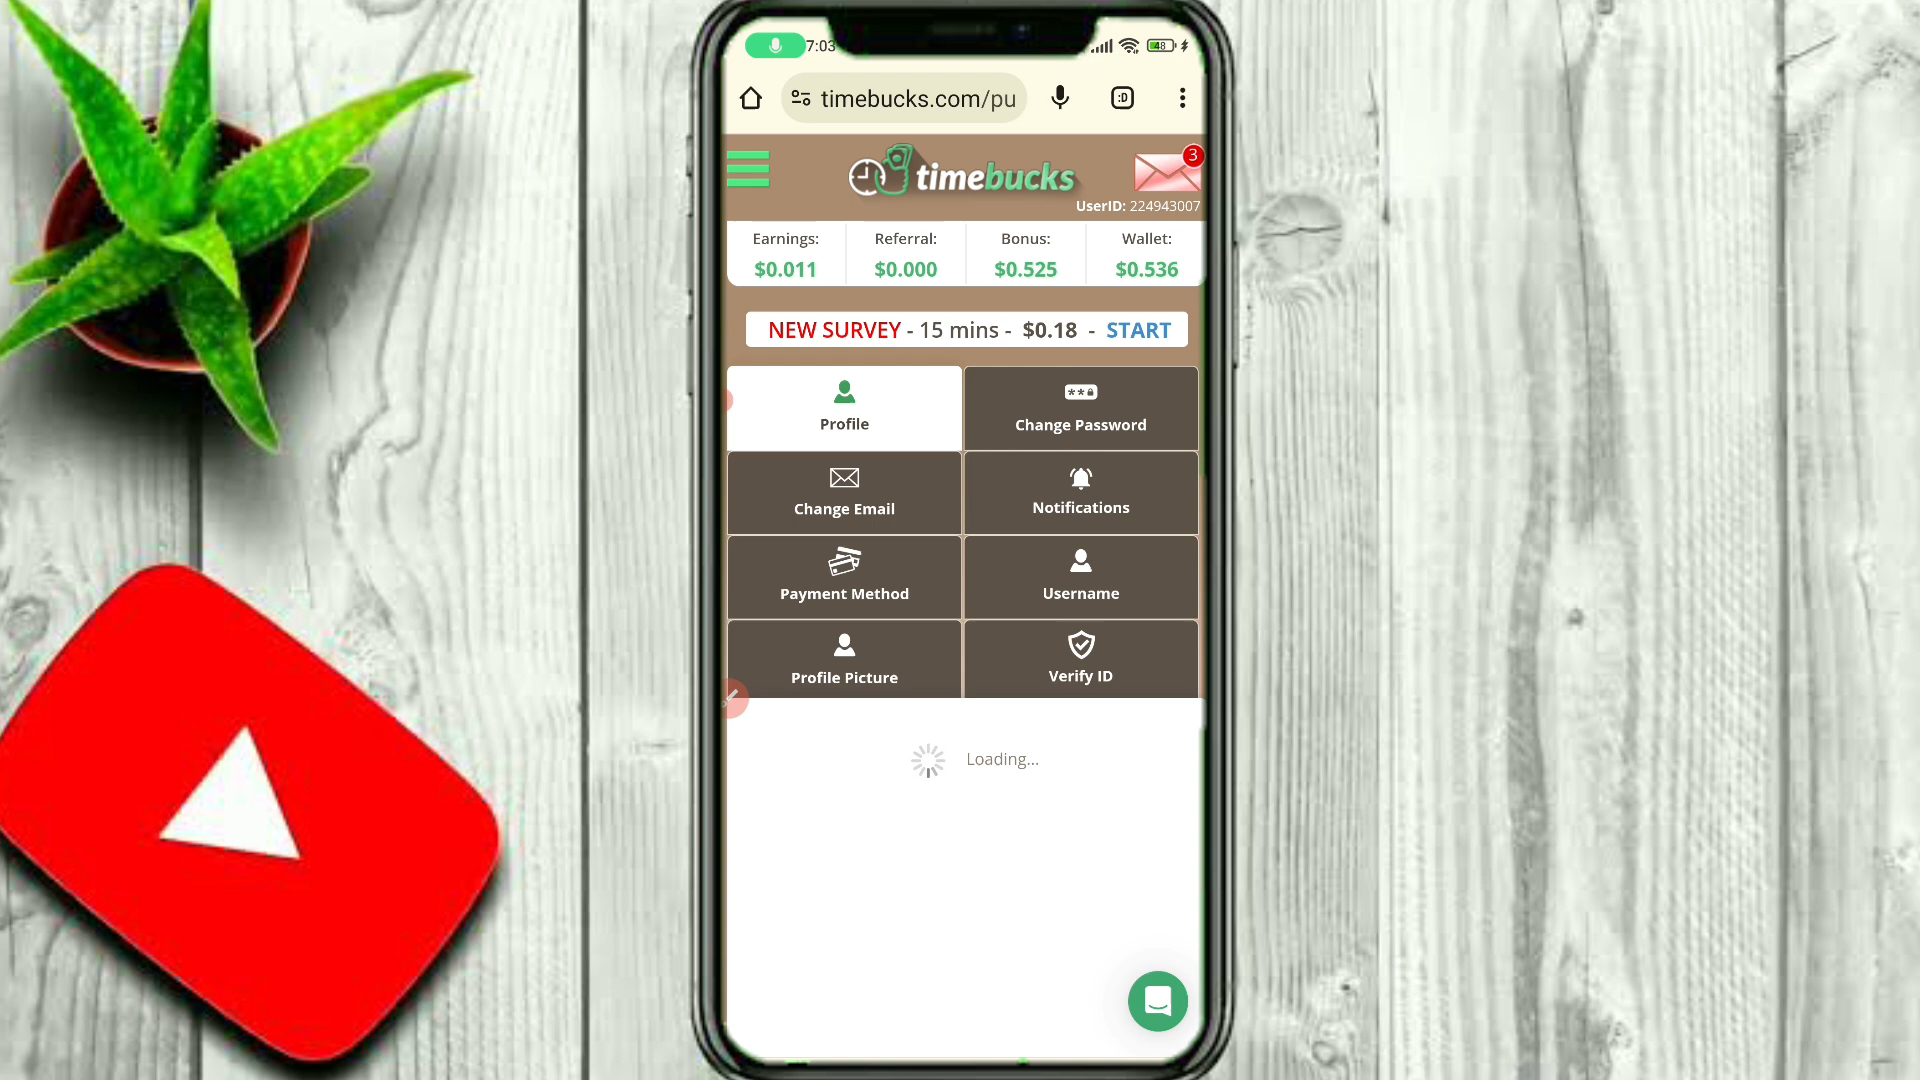 7:03
48
timebucks.com/pu
:D
timebucks
3
UserID: 224943007
Earnings: Referral: Bonus: Wallet:
$0.011 $0.000 $0.525 $0.536
NEW SURVEY - 15 mins - $0.18 - START
Profile
Change Password
Change Email
Notifications
Payment Method
Username
Profile Picture
Verify ID
Loading...